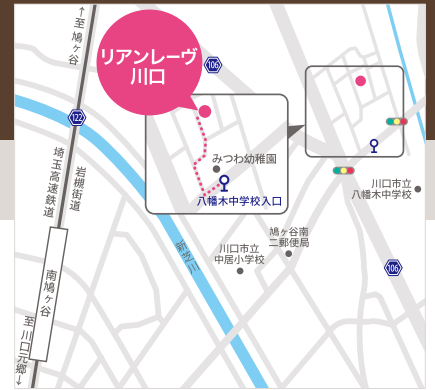 ↑至 鳩ヶ谷
リアンレーヴ
川口
106
122
みつわ幼稚園
八幡木中学校入口
埼玉高速鉄道
岩槻街道
川口市立
八幡木中学校
鳩ヶ谷南
二郵便局
川口市立
中居小学校
新芝川
106
南鳩ヶ谷
至 川口元郷↓